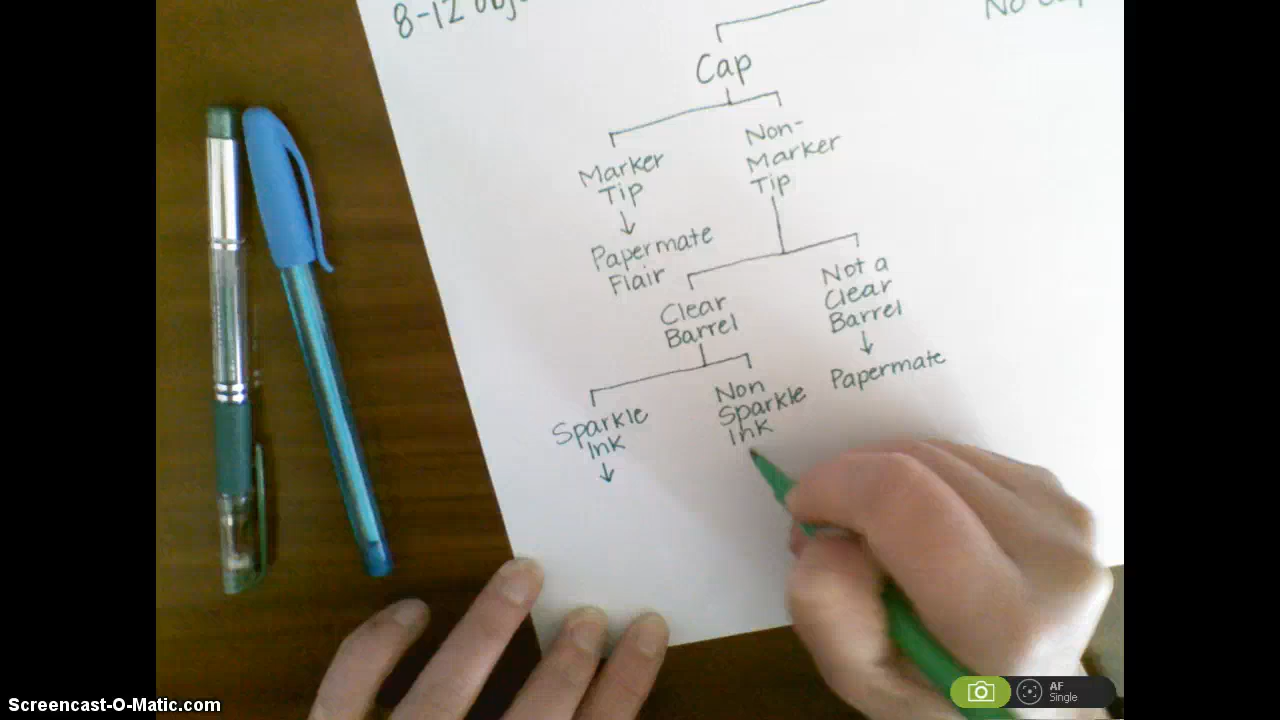 8-12
No
Cap
Marker
Tip
Non-
Marker
Tip
Papermate
Flair
Clear
Barrel
Not a
Clear
Barrel
Papermate
Sparkle
Ink
Non
Sparkle
Ink
AF
Single
Screencast-O-Matic.com